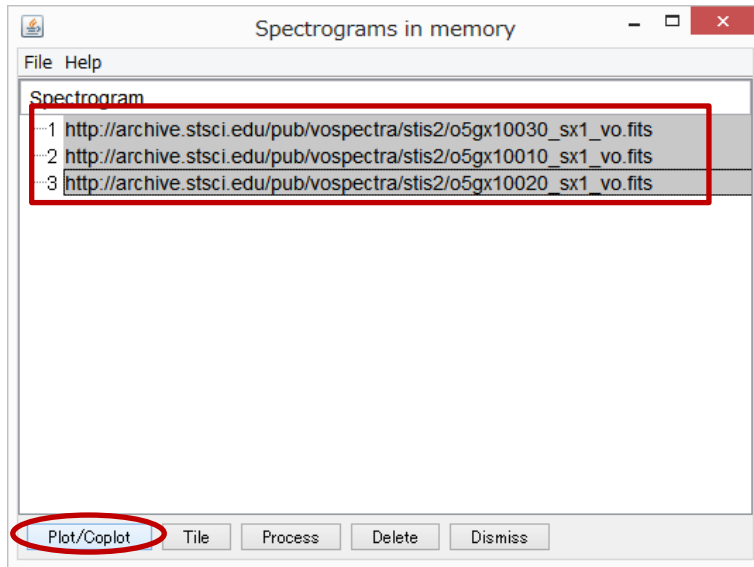 Spectrograms in memory
File Help
Spectrogram
1 http://archive.stsci.edu/pub/vospectra/stis2/o5gx10030_sx1_vo.fits
2 http://archive.stsci.edu/pub/vospectra/stis2/o5gx10010_sx1_vo.fits
3 http://archive.stsci.edu/pub/vospectra/stis2/o5gx10020_sx1_vo.fits
Plot/Coplot Tile Process Delete Dismiss